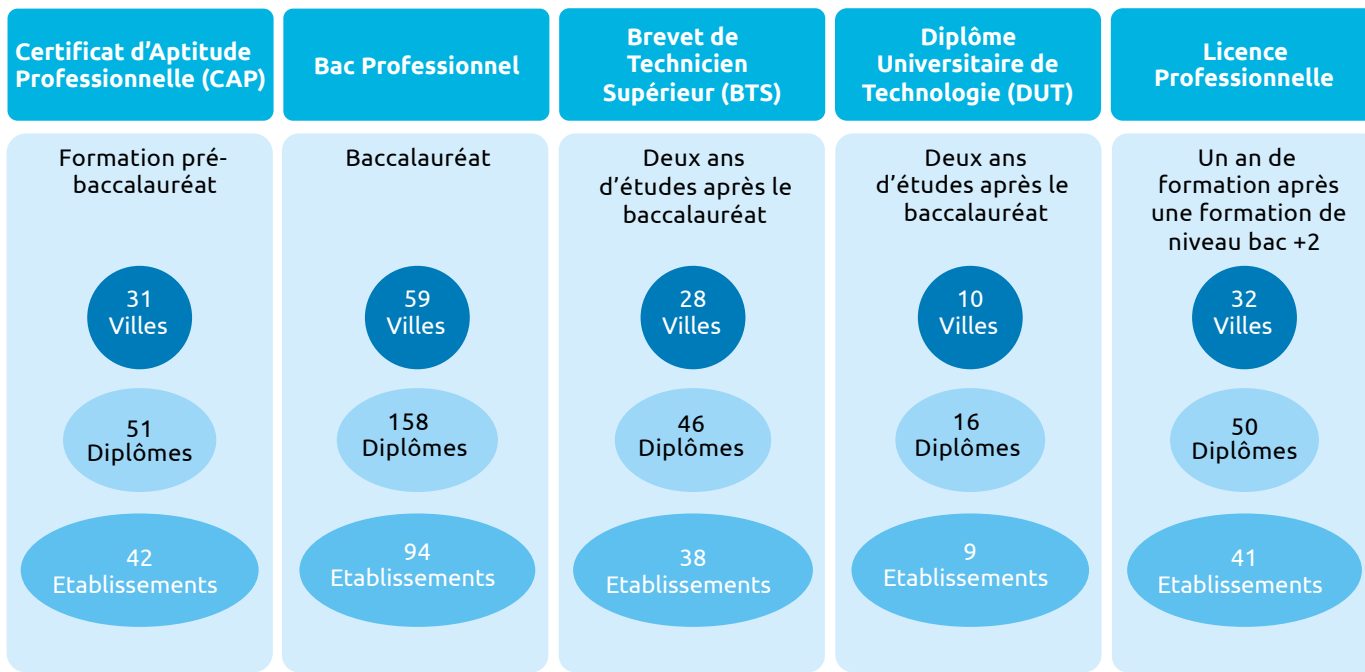 Certificat d’Aptitude
Professionnelle (CAP)
Formation pré-
baccalauréat
31
Villes
51
Diplômes
42
Etablissements
Bac Professionnel
Baccalauréat
59
Villes
158
Diplômes
94
Etablissements
Brevet de
Technicien
Supérieur (BTS)
Deux ans
d’études après le
baccalauréat
28
Villes
46
Diplômes
38
Etablissements
Diplôme
Universitaire de
Technologie (DUT)
Deux ans
d’études après le
baccalauréat
10
Villes
16
Diplômes
9
Etablissements
Licence
Professionnelle
Un an de
formation après
une formation de
niveau bac +2
32
Villes
50
Diplômes
41
Etablissements